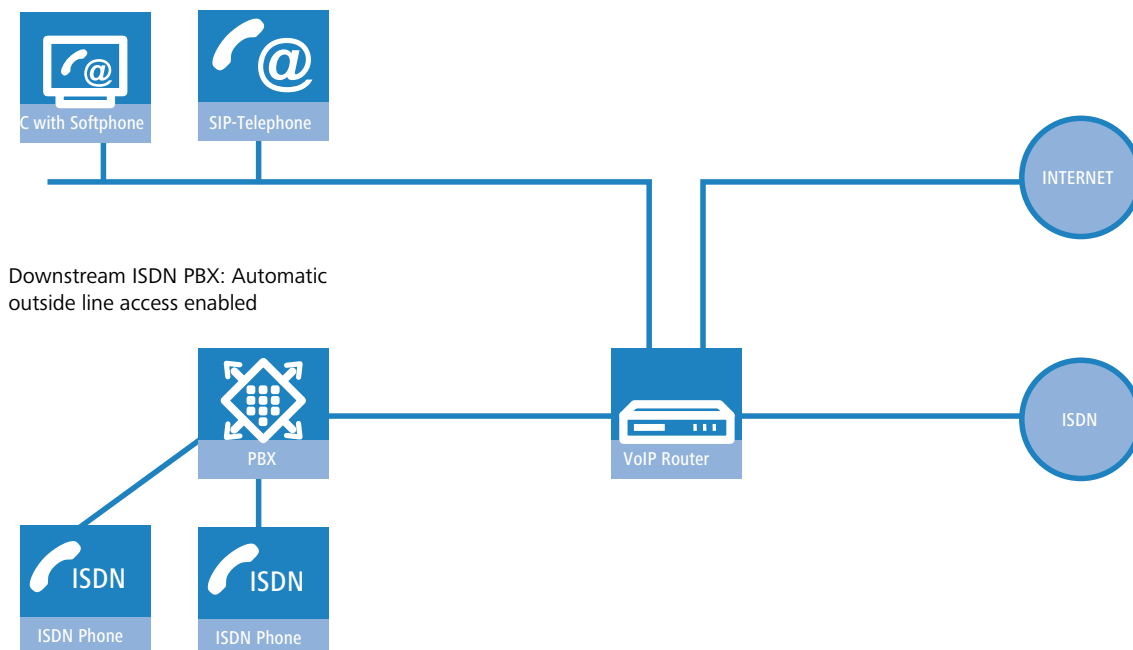 @
@
C with Softphone
SIP-Telephone
INTERNET
Downstream ISDN PBX: Automatic
outside line access enabled
PBX
VoIP Router
ISDN
ISDN
ISDN
ISDN Phone
ISDN Phone